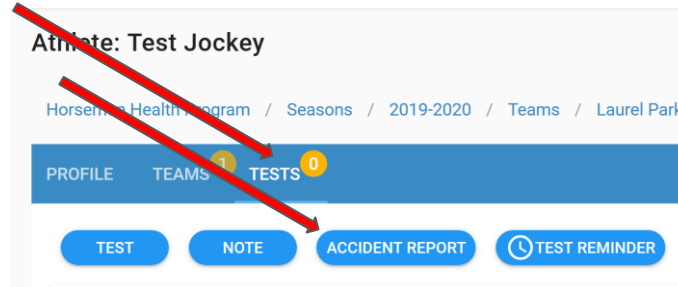 Athlete: Test Jockey
Horsemen Health Program / Seasons / 2019-2020 / Teams / Laurel Park
PROFILE TEAMS 1 TESTS 0
TEST NOTE ACCIDENT REPORT TEST REMINDER